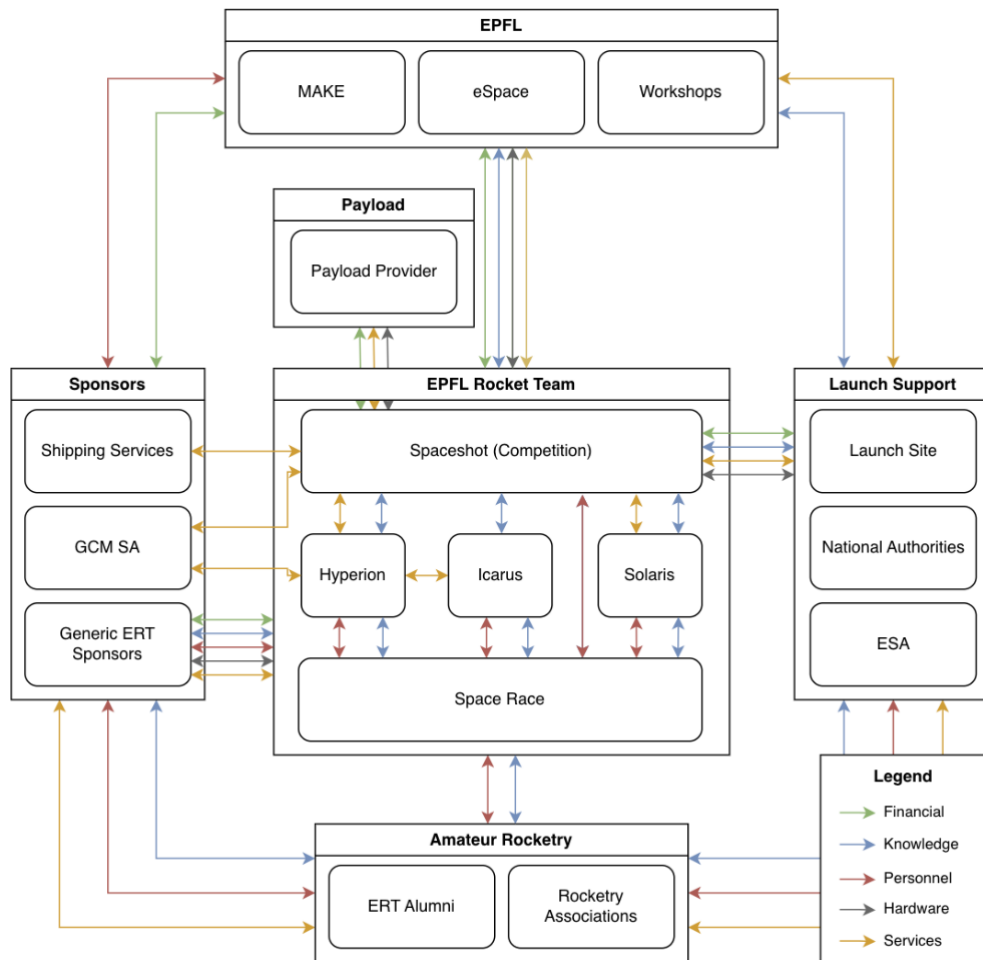 EPFL
MAKE
eSpace
Workshops
Payload
Payload Provider
Sponsors
Shipping Services
GCM SA
Generic ERT
Sponsors
EPFL Rocket Team
Spaceshot (Competition)
Hyperion
Icarus
Solaris
Space Race
Launch Support
Launch Site
National Authorities
ESA
Amateur Rocketry
ERT Alumni
Rocketry
Associations
Legend
Financial
Knowledge
Personnel
Hardware
Services